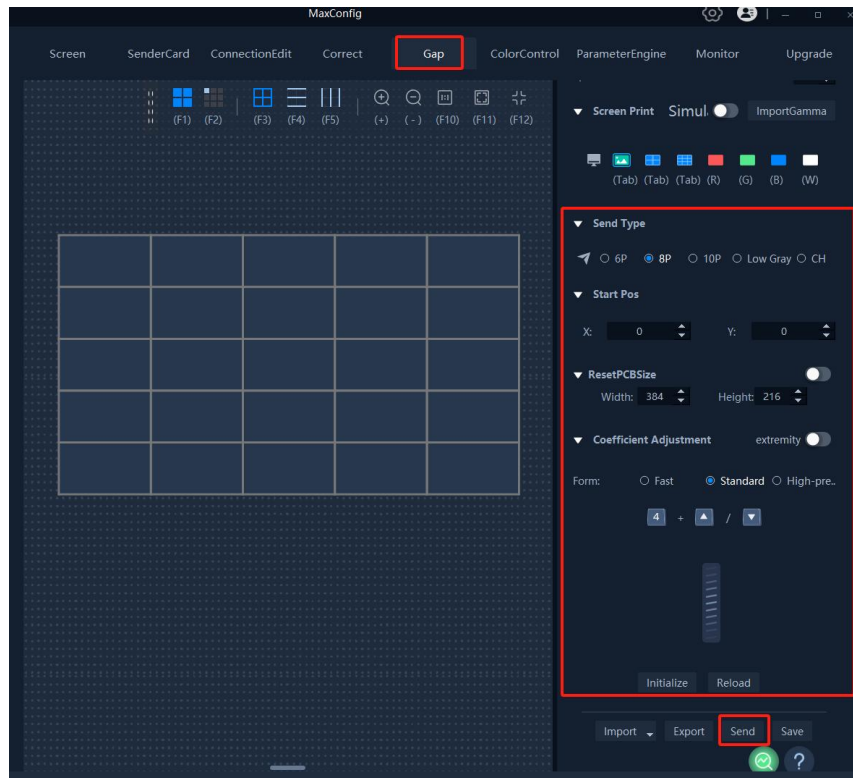 MaxConfig
Screen SenderCard ConnectionEdit Correct Gap ColorControl ParameterEngine Monitor Upgrade
(F1) (F2) (F3) (F4) (F5) (+) (-) (F10) (F11) (F12)
Screen Print Simul. ImportGamma
(Tab) (Tab) (Tab) (R) (G) (B) (W)
Send Type
6P 8P 10P Low Gray CH
Start Pos
X: 0 Y: 0
ResetPCBSize
Width: 384 Height: 216
Coefficient Adjustment extremity
Form: Fast Standard High-pre..
4 + /
Initialize Reload
Import Export Send Save
?